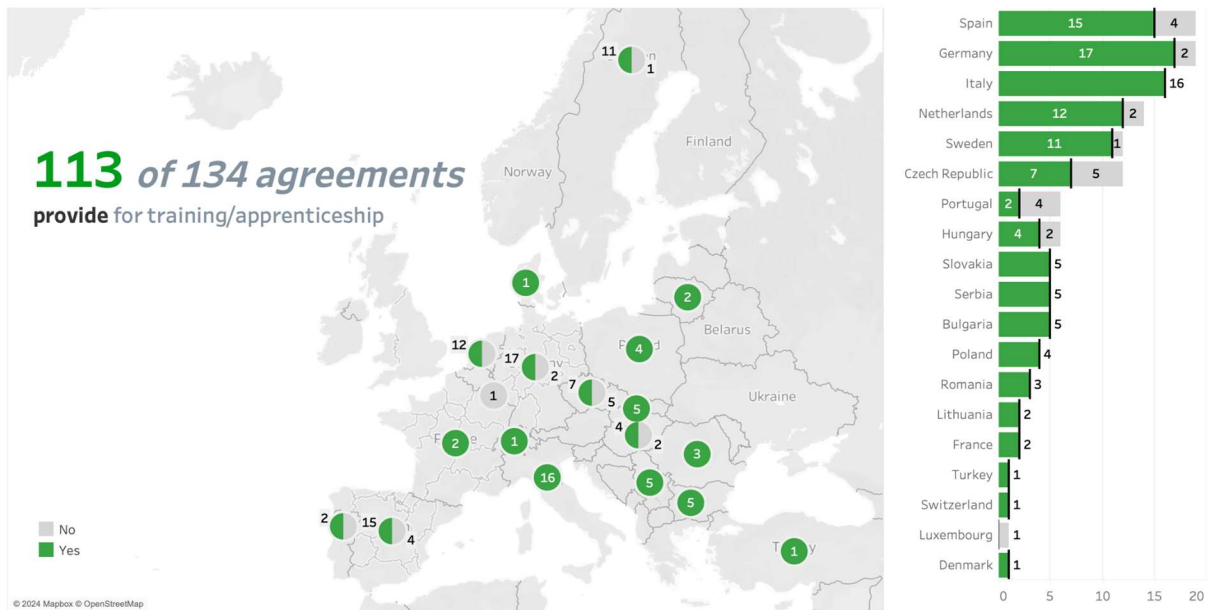 113 of 134 agreements
provide for training/apprenticeship
Norway
Finland
Belarus
Ukraine
11
1
1
2
12
17
2
4
1
7
5
5
4
2
2
1
3
16
5
5
2
15
4
1
No
Yes
© 2024 Mapbox © OpenStreetMap
Spain 15 4
Germany 17 2
Italy 16
Netherlands 12 2
Sweden 11 1
Czech Republic 7 5
Portugal 2 4
Hungary 4 2
Slovakia 5
Serbia 5
Bulgaria 5
Poland 4
Romania 3
Lithuania 2
France 2
Turkey 1
Switzerland 1
Luxembourg 1
Denmark 1
0 5 10 15 20